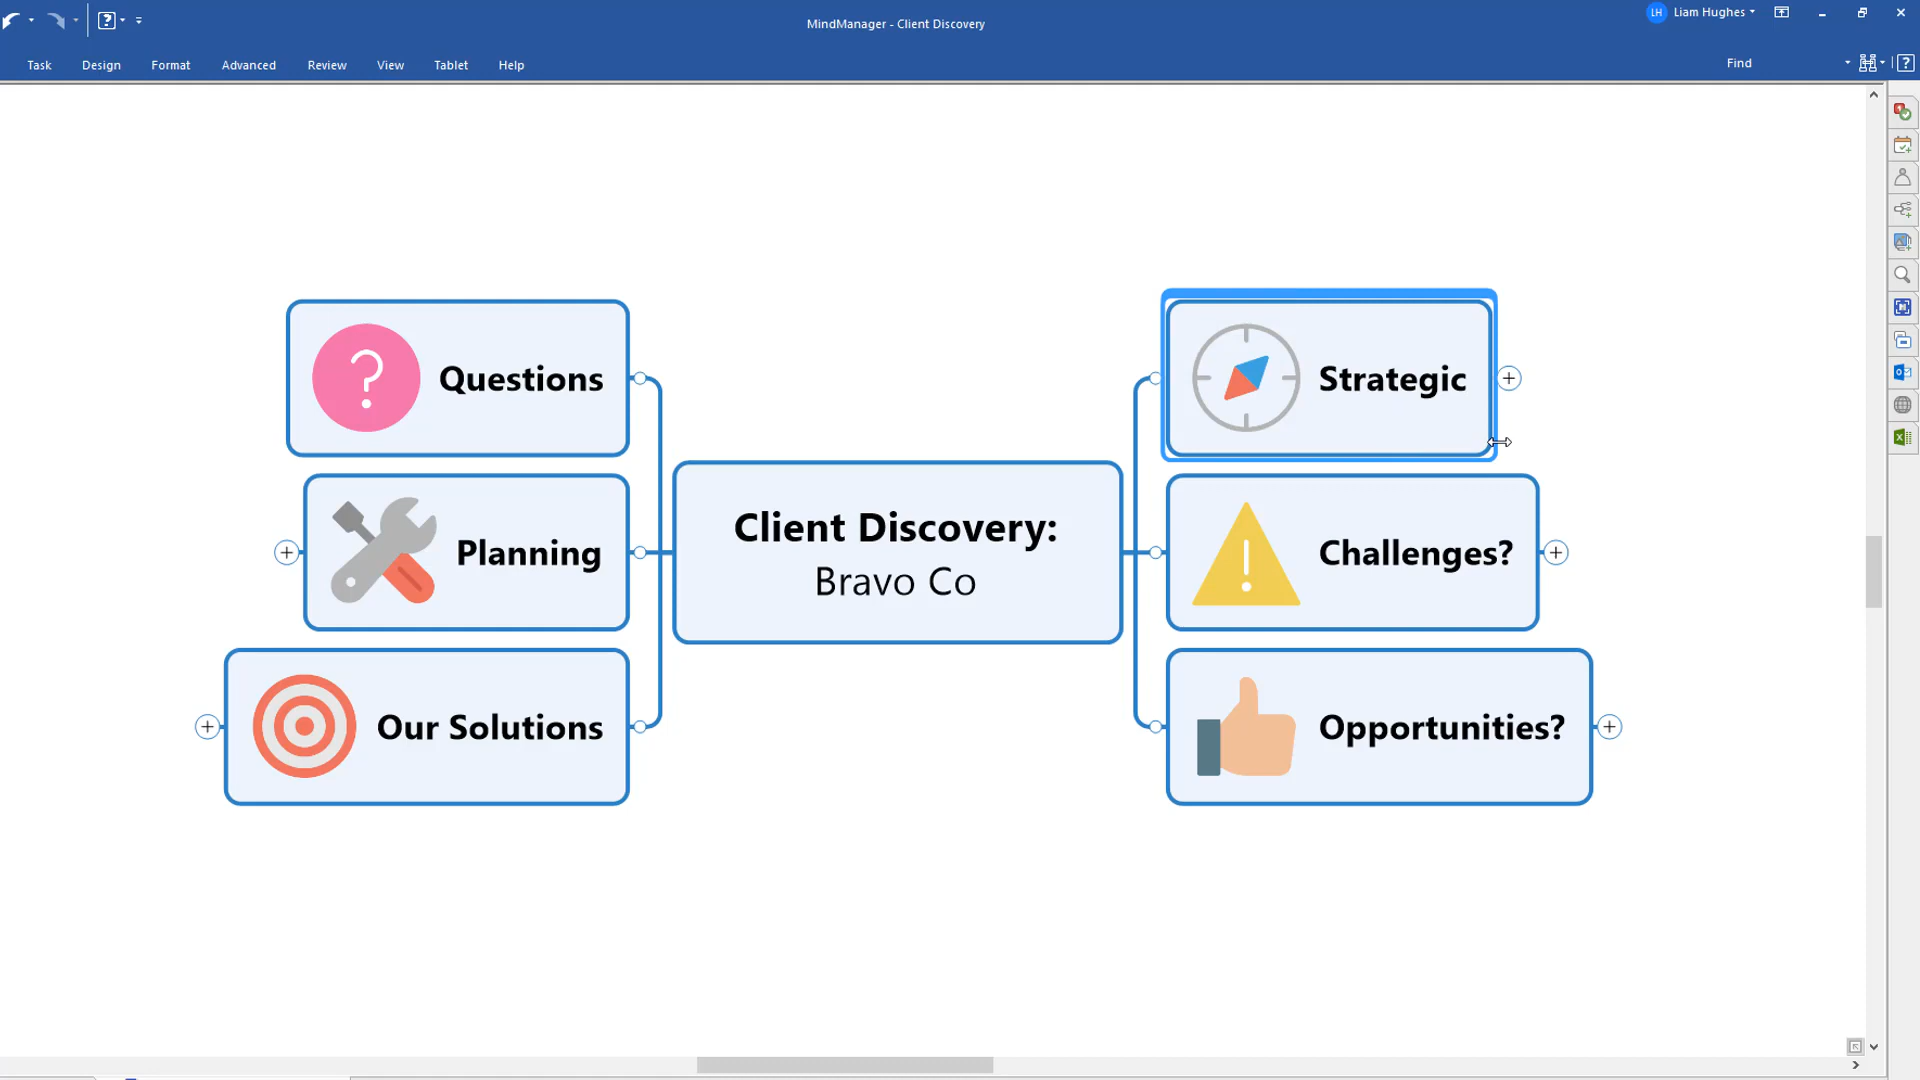 MindManager - Client Discovery
LH Liam Hughes
Task Design Format Advanced Review View Tablet Help
Find
Questions
Planning
Our Solutions
Client Discovery:
Bravo Co
Strategic
Challenges?
Opportunities?